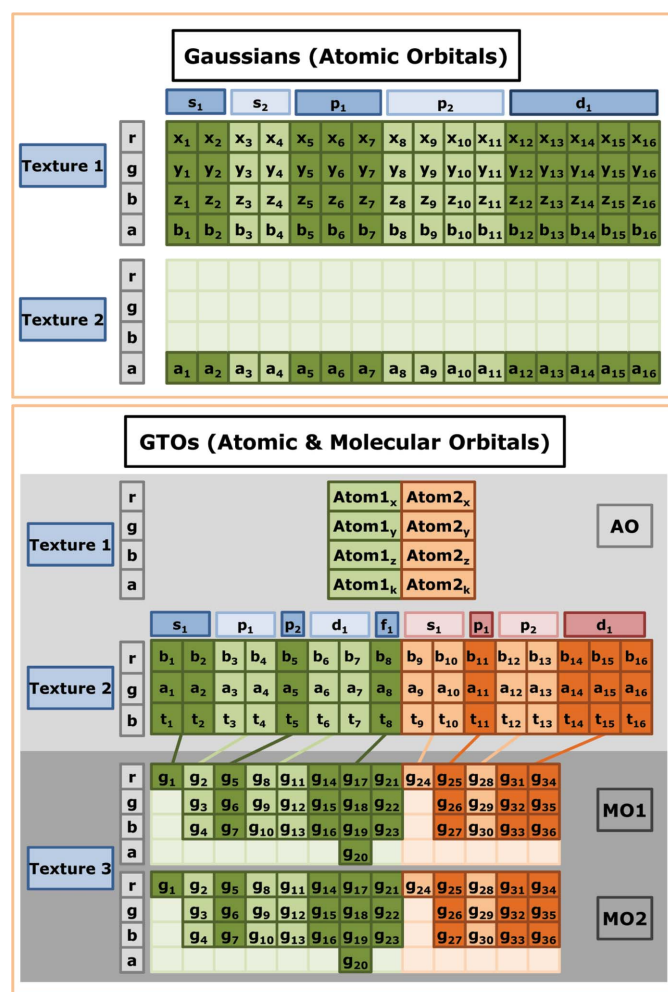 Gaussians (Atomic Orbitals)
s1 s2 p1 p2 d1
Texture 1
r x1 x2 x3 x4 x5 x6 x7 x8 x9 x10 x11 x12 x13 x14 x15 x16
g y1 y2 y3 y4 y5 y6 y7 y8 y9 y10 y11 y12 y13 y14 y15 y16
b z1 z2 z3 z4 z5 z6 z7 z8 z9 z10 z11 z12 z13 z14 z15 z16
a b1 b2 b3 b4 b5 b6 b7 b8 b9 b10 b11 b12 b13 b14 b15 b16
Texture 2
r
g
b
a a1 a2 a3 a4 a5 a6 a7 a8 a9 a10 a11 a12 a13 a14 a15 a16
GTOs (Atomic & Molecular Orbitals)
AO
Texture 1
r Atom1x Atom2x
g Atom1y Atom2y
b Atom1z Atom2z
a Atom1k Atom2k
s1 p1 p2 d1 f1 s1 p1 p2 d1
Texture 2
r b1 b2 b3 b4 b5 b6 b7 b8 b9 b10 b11 b12 b13 b14 b15 b16
g a1 a2 a3 a4 a5 a6 a7 a8 a9 a10 a11 a12 a13 a14 a15 a16
b t1 t2 t3 t4 t5 t6 t7 t8 t9 t10 t11 t12 t13 t14 t15 t16
Texture 3
MO1
r g1 g2 g5 g8 g11 g14 g17 g21 g24 g25 g28 g31 g34
g g3 g6 g9 g12 g15 g18 g22 g26 g29 g32 g35
b g4 g7 g10 g13 g16 g19 g23 g27 g30 g33 g36
a g20
MO2
r g1 g2 g5 g8 g11 g14 g17 g21 g24 g25 g28 g31 g34
g g3 g6 g9 g12 g15 g18 g22 g26 g29 g32 g35
b g4 g7 g10 g13 g16 g19 g23 g27 g30 g33 g36
a g20